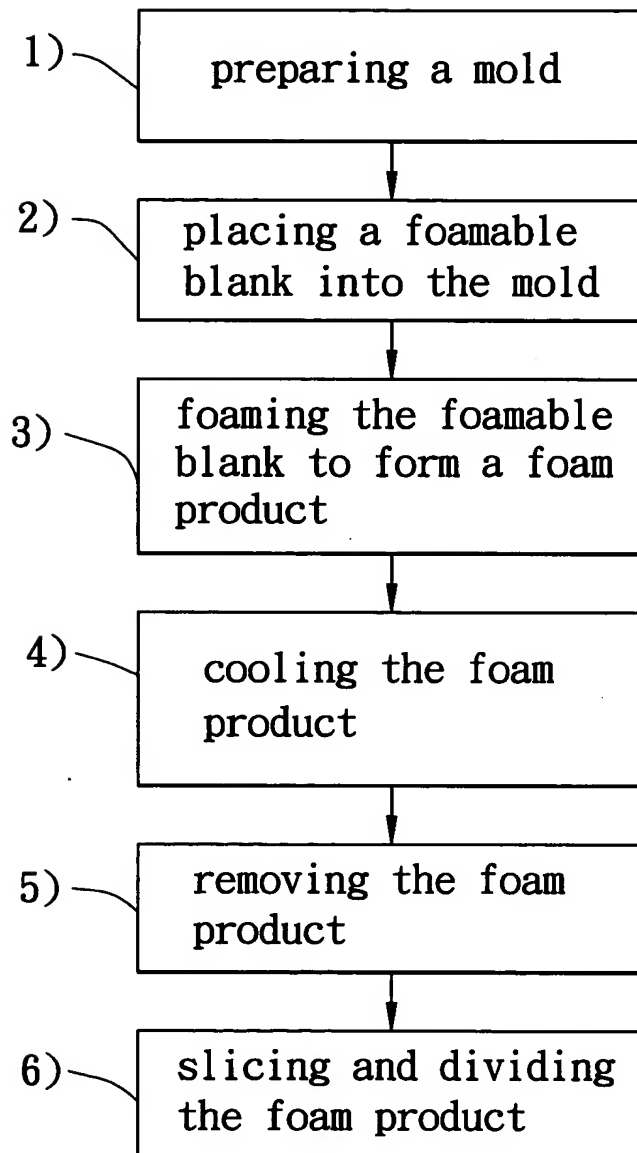 1)
preparing a mold
2)
placing a foamable
blank into the mold
3)
foaming the foamable
blank to form a foam
product
4)
cooling the foam
product
5)
removing the foam
product
6)
slicing and dividing
the foam product